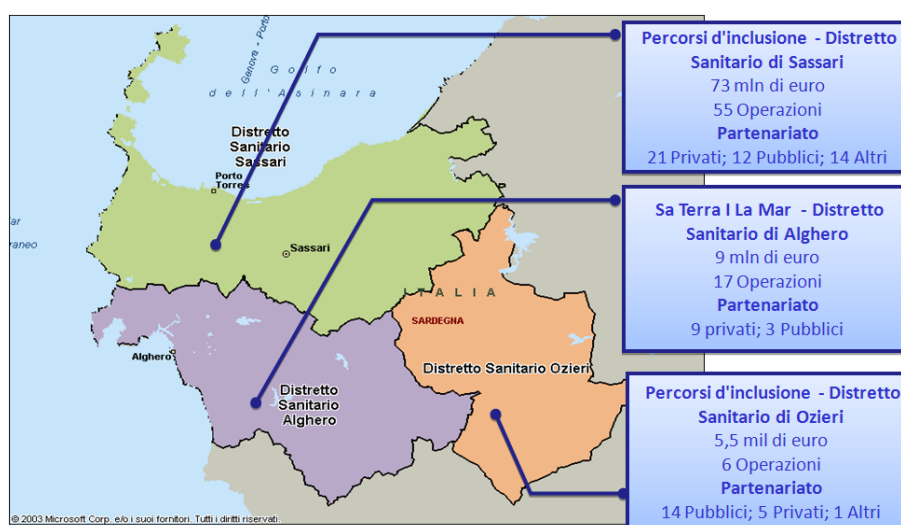 Genova - Porto
Golfo
dell'Asinara
Distretto
Sanitario
Sassari
Porto
Torres
Sassari
ar
raneo
ITALIA
SARDEGNA
Alghero
Distretto Sanitario Ozieri
Distretto
Sanitario
Alghero
© 2003 Microsoft Corp. e/o i suoi fornitori. Tutti i diritti riservati.
Percorsi d'inclusione - Distretto
Sanitario di Sassari
73 mln di euro
55 Operazioni
Partenariato
21 Privati; 12 Pubblici; 14 Altri
Sa Terra I La Mar - Distretto
Sanitario di Alghero
9 mln di euro
17 Operazioni
Partenariato
9 privati; 3 Pubblici
Percorsi d'inclusione - Distretto
Sanitario di Ozieri
5,5 mil di euro
6 Operazioni
Partenariato
14 Pubblici; 5 Privati; 1 Altri